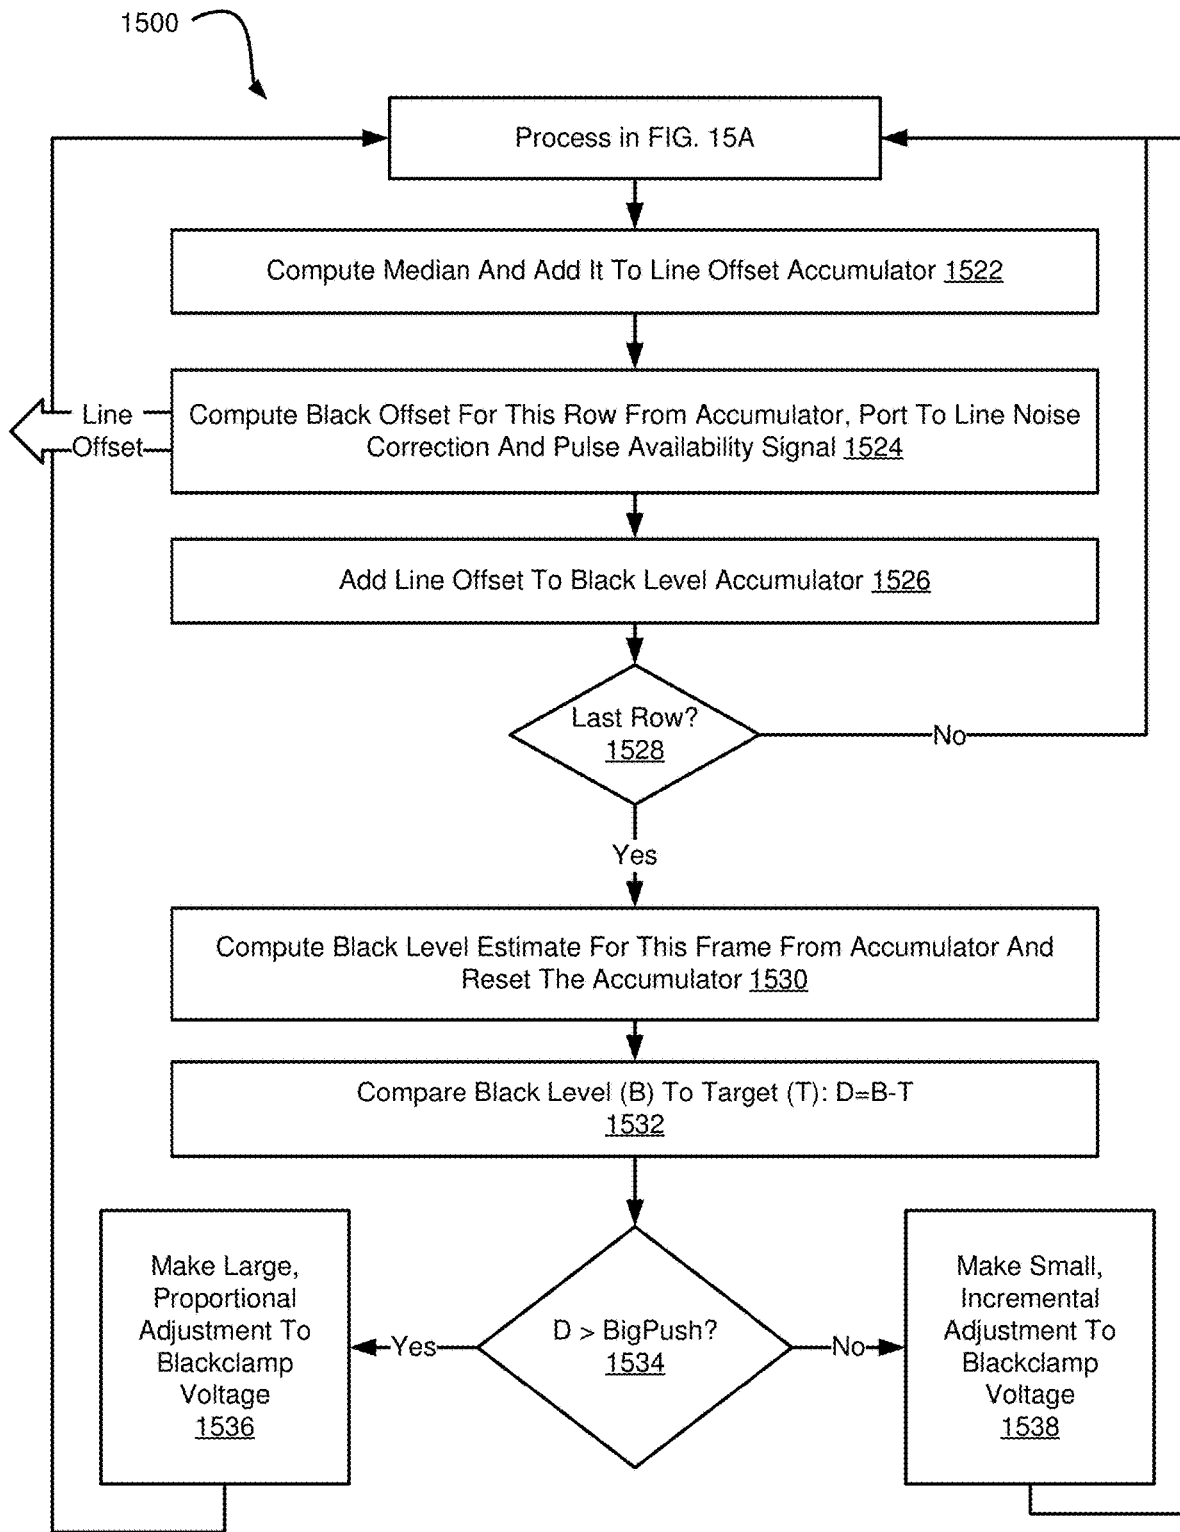 1500
Process in FIG. 15A
Compute Median And Add It To Line Offset Accumulator 1522
Line
Offset
Compute Black Offset For This Row From Accumulator, Port To Line Noise
Correction And Pulse Availability Signal 1524
Add Line Offset To Black Level Accumulator 1526
Last Row?
1528
No
Yes
Compute Black Level Estimate For This Frame From Accumulator And
Reset The Accumulator 1530
Compare Black Level (B) To Target (T): D=B-T
1532
Make Large,
Proportional
Adjustment To
Blackclamp
Voltage
1536
Yes
D > BigPush?
1534
No
Make Small,
Incremental
Adjustment To
Blackclamp
Voltage
1538